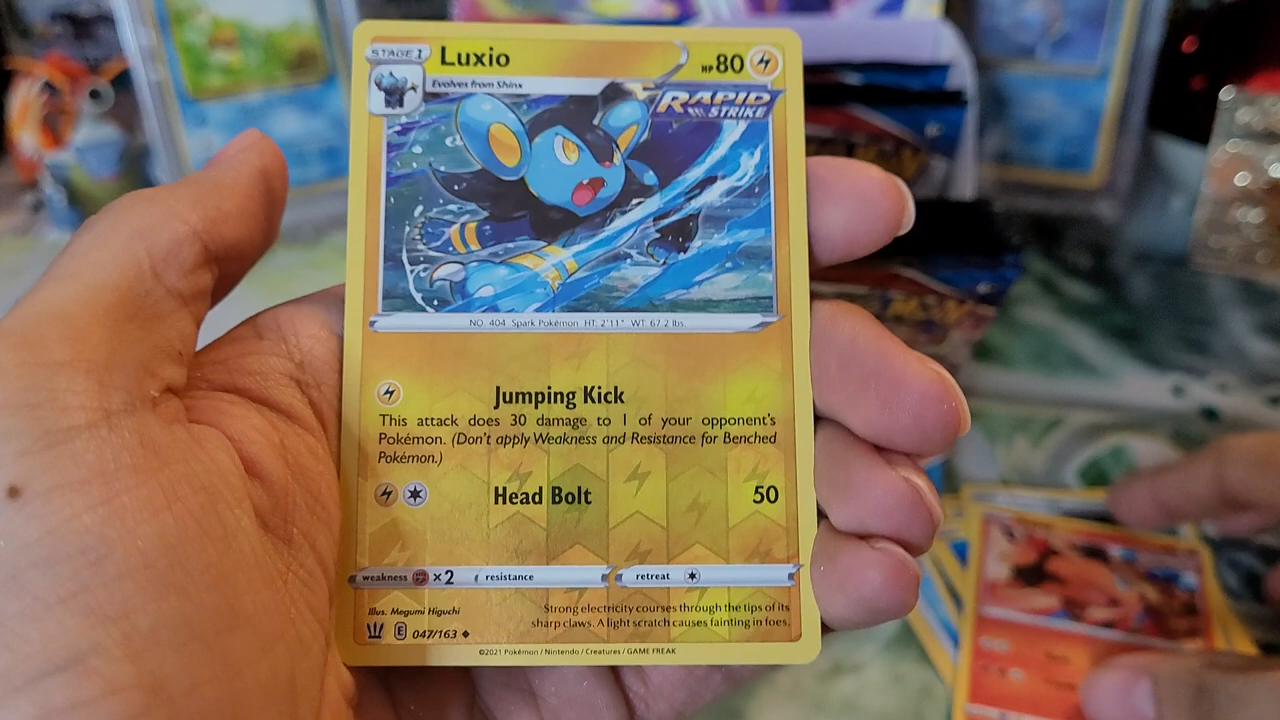 STAGE 1
Luxio
HP 80
Evolves from Shinx
RAPID
STRIKE
NO. 404 Spark Pokémon HT: 2'11" WT: 67.2 lbs.
Jumping Kick
This attack does 30 damage to 1 of your opponent's
Pokémon. (Don't apply Weakness and Resistance for Benched
Pokémon.)
Head Bolt 50
weakness ×2 resistance retreat
Illus. Megumi Higuchi
Strong electricity courses through the tips of its
sharp claws. A light scratch causes fainting in foes.
E 047/163
©2021 Pokémon / Nintendo / Creatures / GAME FREAK